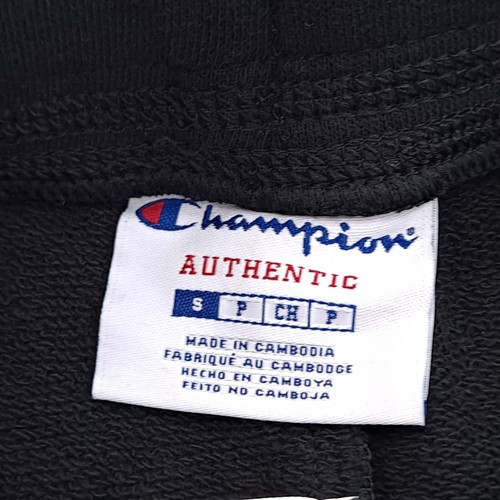 Champion
AUTHENTIC
S P CH P
MADE IN CAMBODIA
FABRIQUÉ AU CAMBODGE
HECHO EN CAMBOYA
FEITO NO CAMBOJA